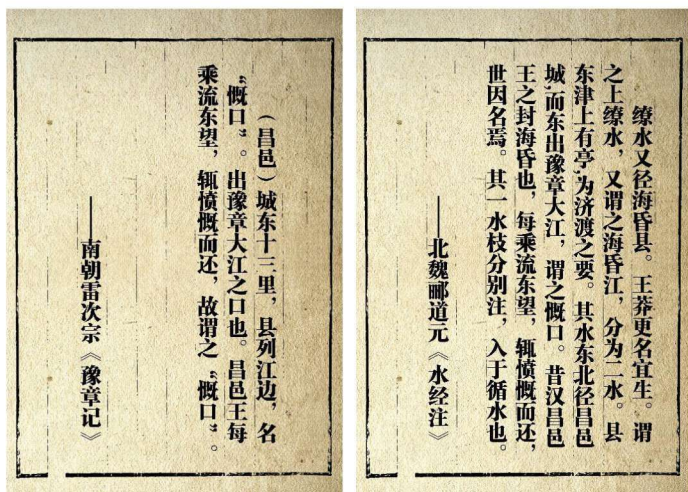 （昌邑）城东十三里，县列江边，名
“慨口”。出豫章大江之口也。昌邑王每
乘流东望，辄愤慨而还，故谓之“慨口”。
——南朝雷次宗《豫章记》
缭水又径海昏县。王莽更名宜生。谓
之上缭水，又谓之海昏江，分为二水。县
东津上有亭,为济渡之要。其水东北径昌邑
城,而东出豫章大江，谓之慨口。昔汉昌邑
王之封海昏也，每乘流东望，辄愤慨而还，
世因名焉。其一水枝分别注，入于循水也。
——北魏郦道元《水经注》